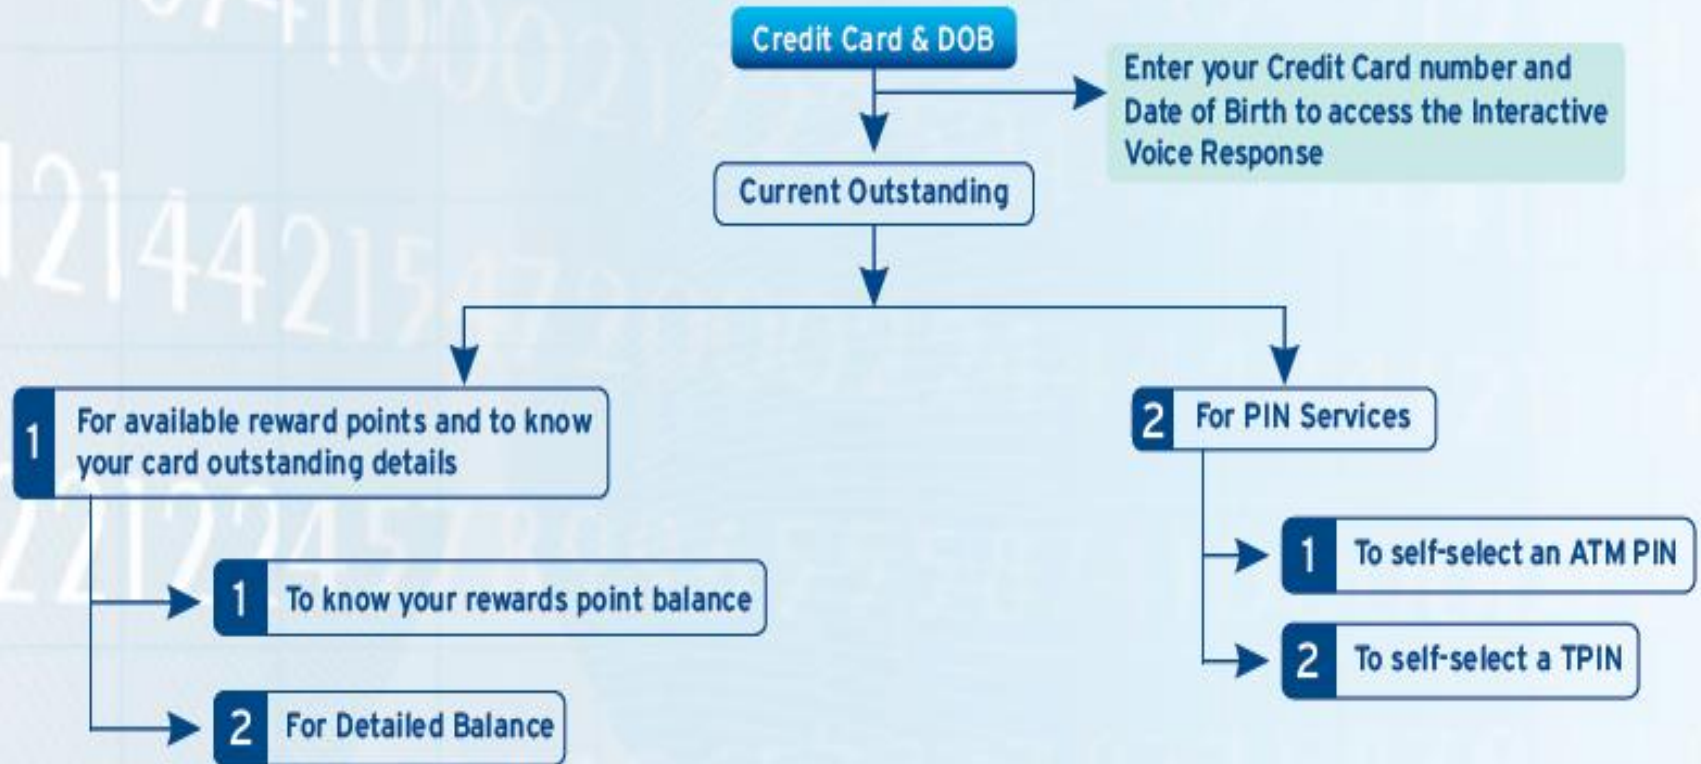 Credit Card & DOB
Enter your Credit Card number and
Date of Birth to access the Interactive
Voice Response
Current Outstanding
1 For available reward points and to know
your card outstanding details
1 To know your rewards point balance
2 For Detailed Balance
2 For PIN Services
1 To self-select an ATM PIN
2 To self-select a TPIN